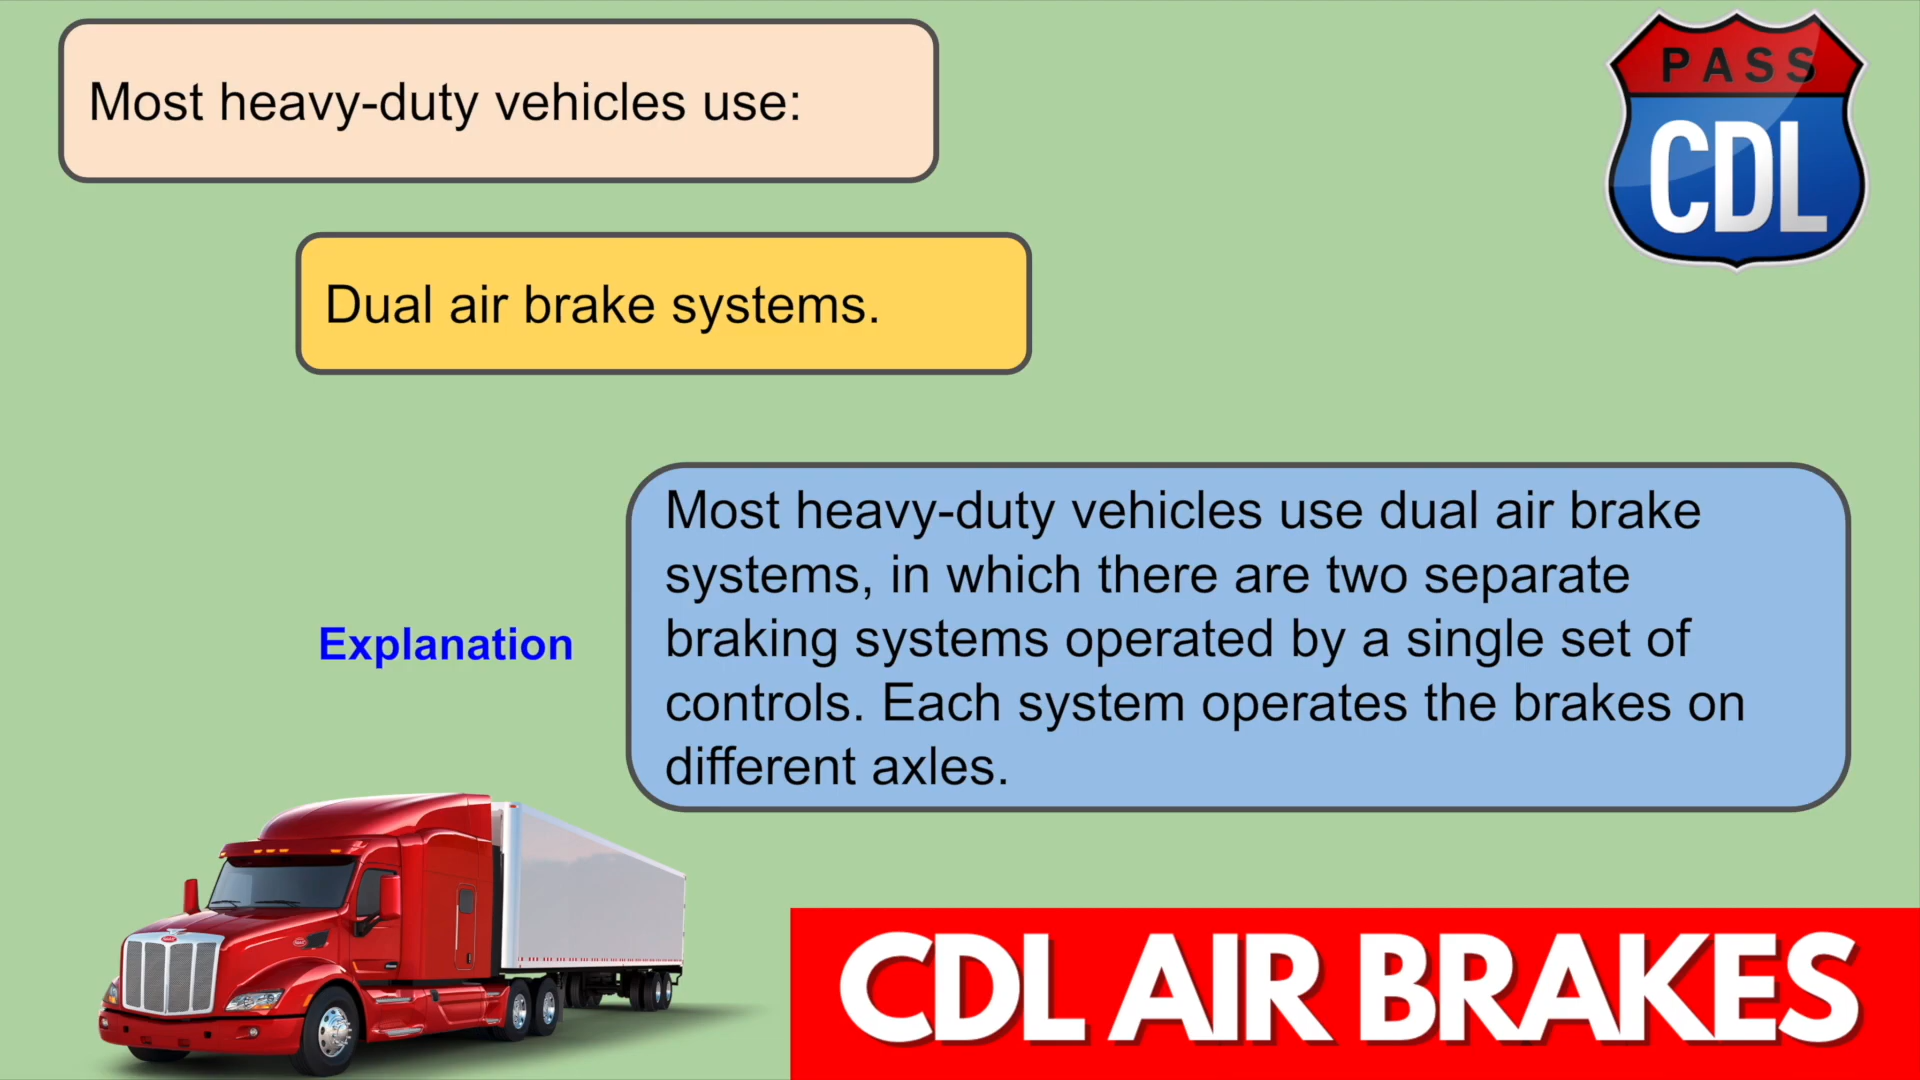 Most heavy-duty vehicles use:
PASS
CDL
Dual air brake systems.
Explanation
Most heavy-duty vehicles use dual air brake
systems, in which there are two separate
braking systems operated by a single set of
controls. Each system operates the brakes on
different axles.
CDL AIR BRAKES